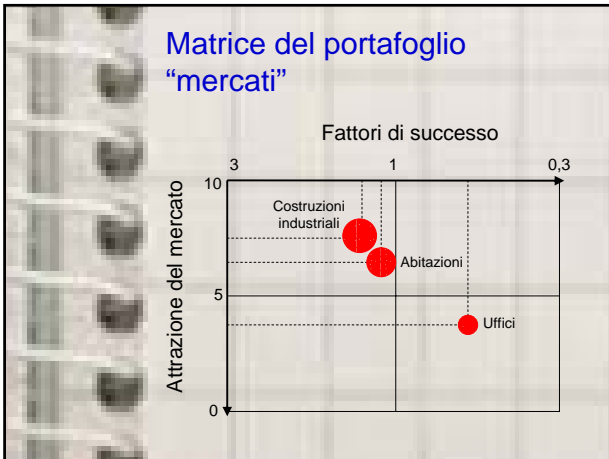 Matrice del portafoglio
“mercati”
Fattori di successo
3 1 0,3
10
Costruzioni
industriali
Abitazioni
5
Uffici
0
Attrazione del mercato